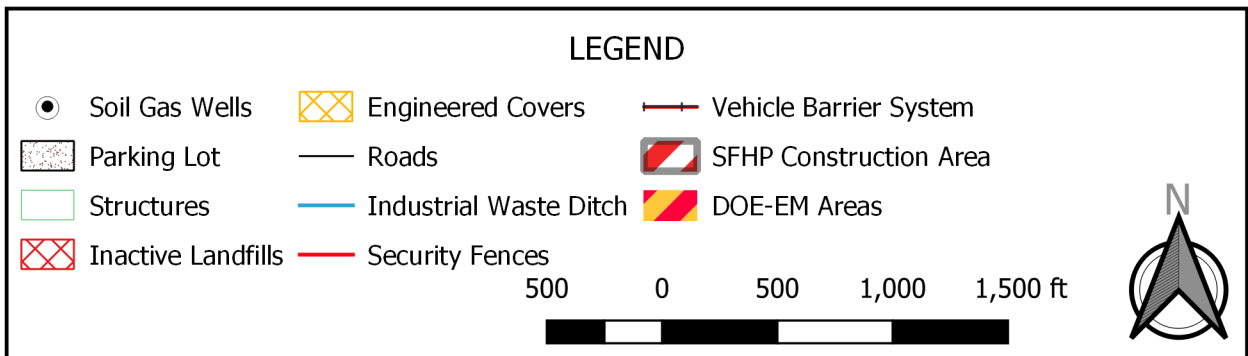 LEGEND
Soil Gas Wells Engineered Covers Vehicle Barrier System
Parking Lot Roads SFHP Construction Area
Structures Industrial Waste Ditch DOE-EM Areas
Inactive Landfills Security Fences
500 0 500 1,000 1,500 ft
N